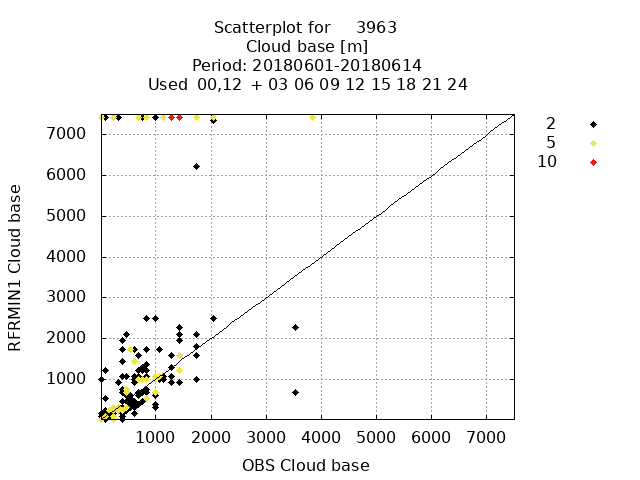 Scatterplot for 3963
Cloud base [m]
Period: 20180601-20180614
Used 00,12 + 03 06 09 12 15 18 21 24
2
5
10
7000
6000
5000
4000
3000
2000
1000
RFRMIN1 Cloud base
1000 2000 3000 4000 5000 6000 7000
OBS Cloud base